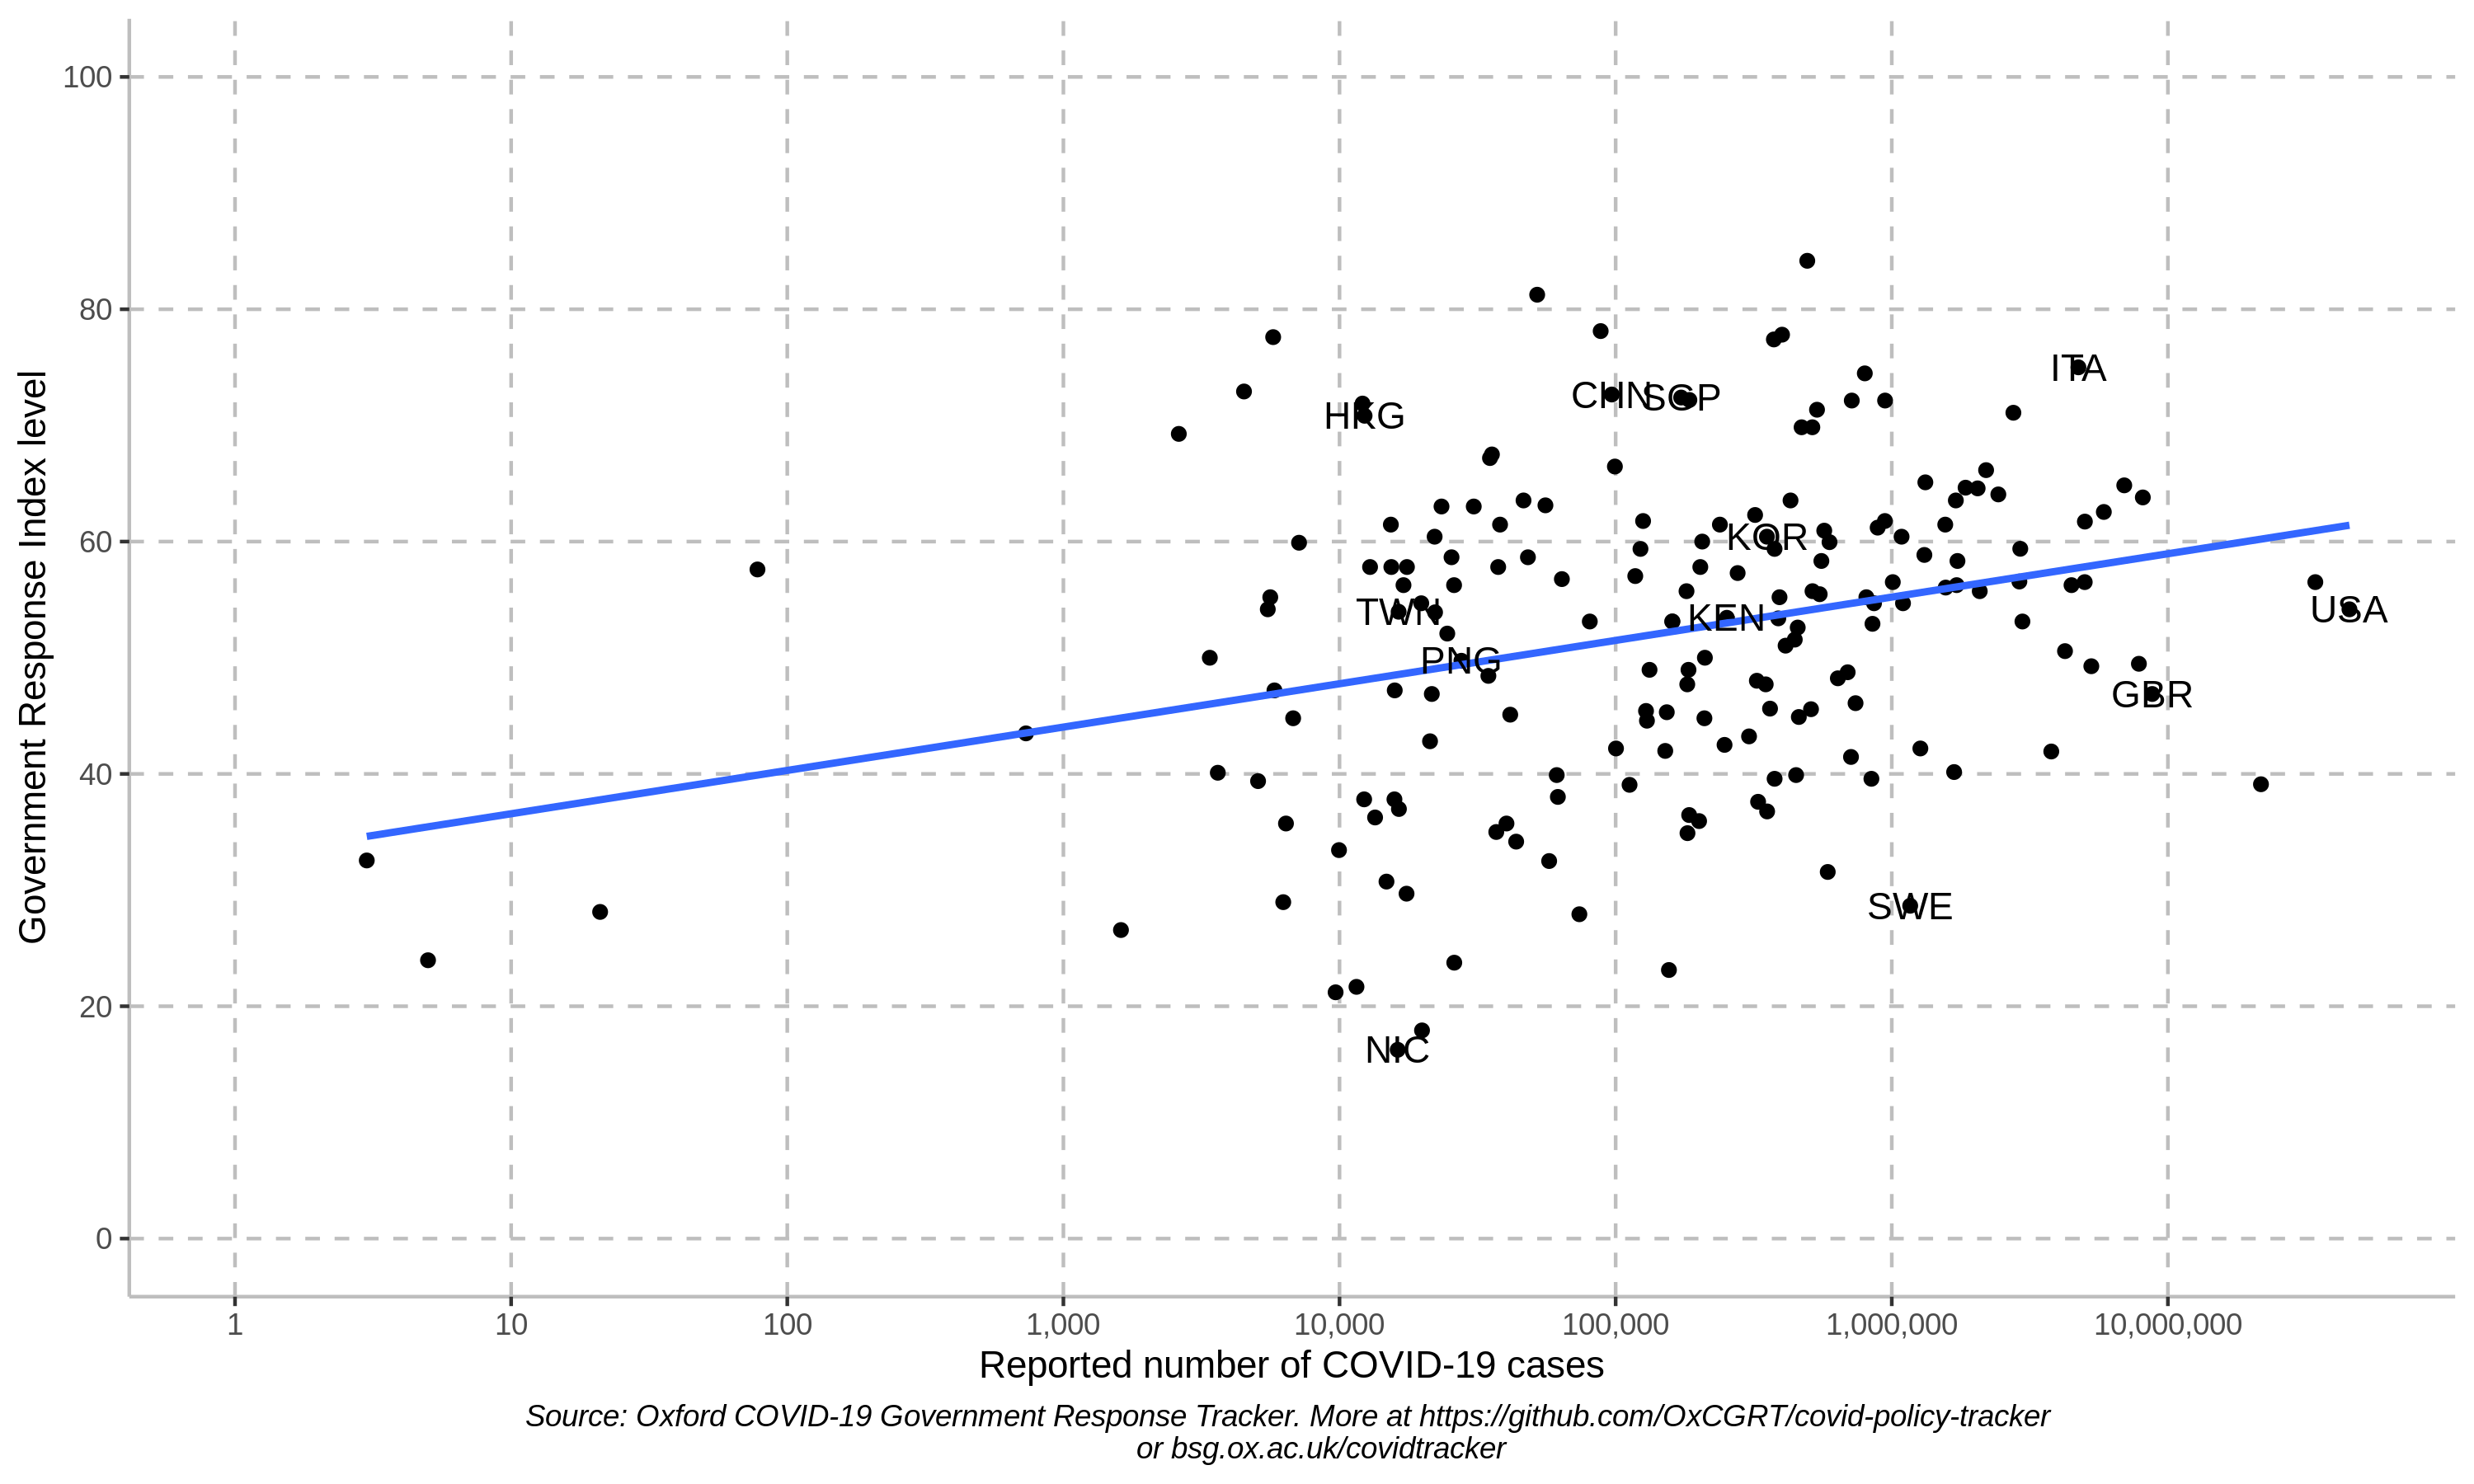 Government Response Index level
100
80
60
40
20
0
ITA
CHN
SGP
HKG
KOR
TWN
KEN
USA
PNG
GBR
SWE
NIC
1
10
100
1,000
10,000
100,000
1,000,000
10,000,000
Reported number of COVID-19 cases
Source: Oxford COVID-19 Government Response Tracker. More at https://github.com/OxCGRT/covid-policy-tracker
or bsg.ox.ac.uk/covidtracker